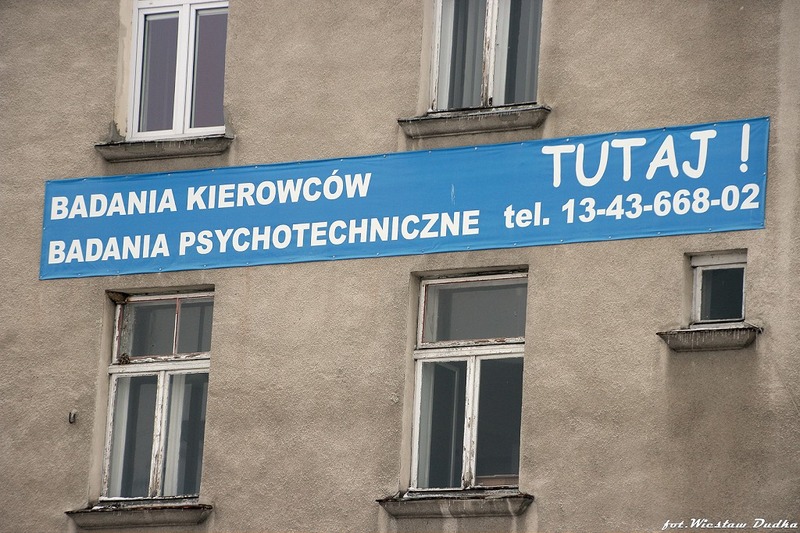 BADANIA KIEROWCÓW
BADANIA PSYCHOTECHNICZNE
TUTAJ !
tel. 13-43-668-02
fot.Wiesław Dudka